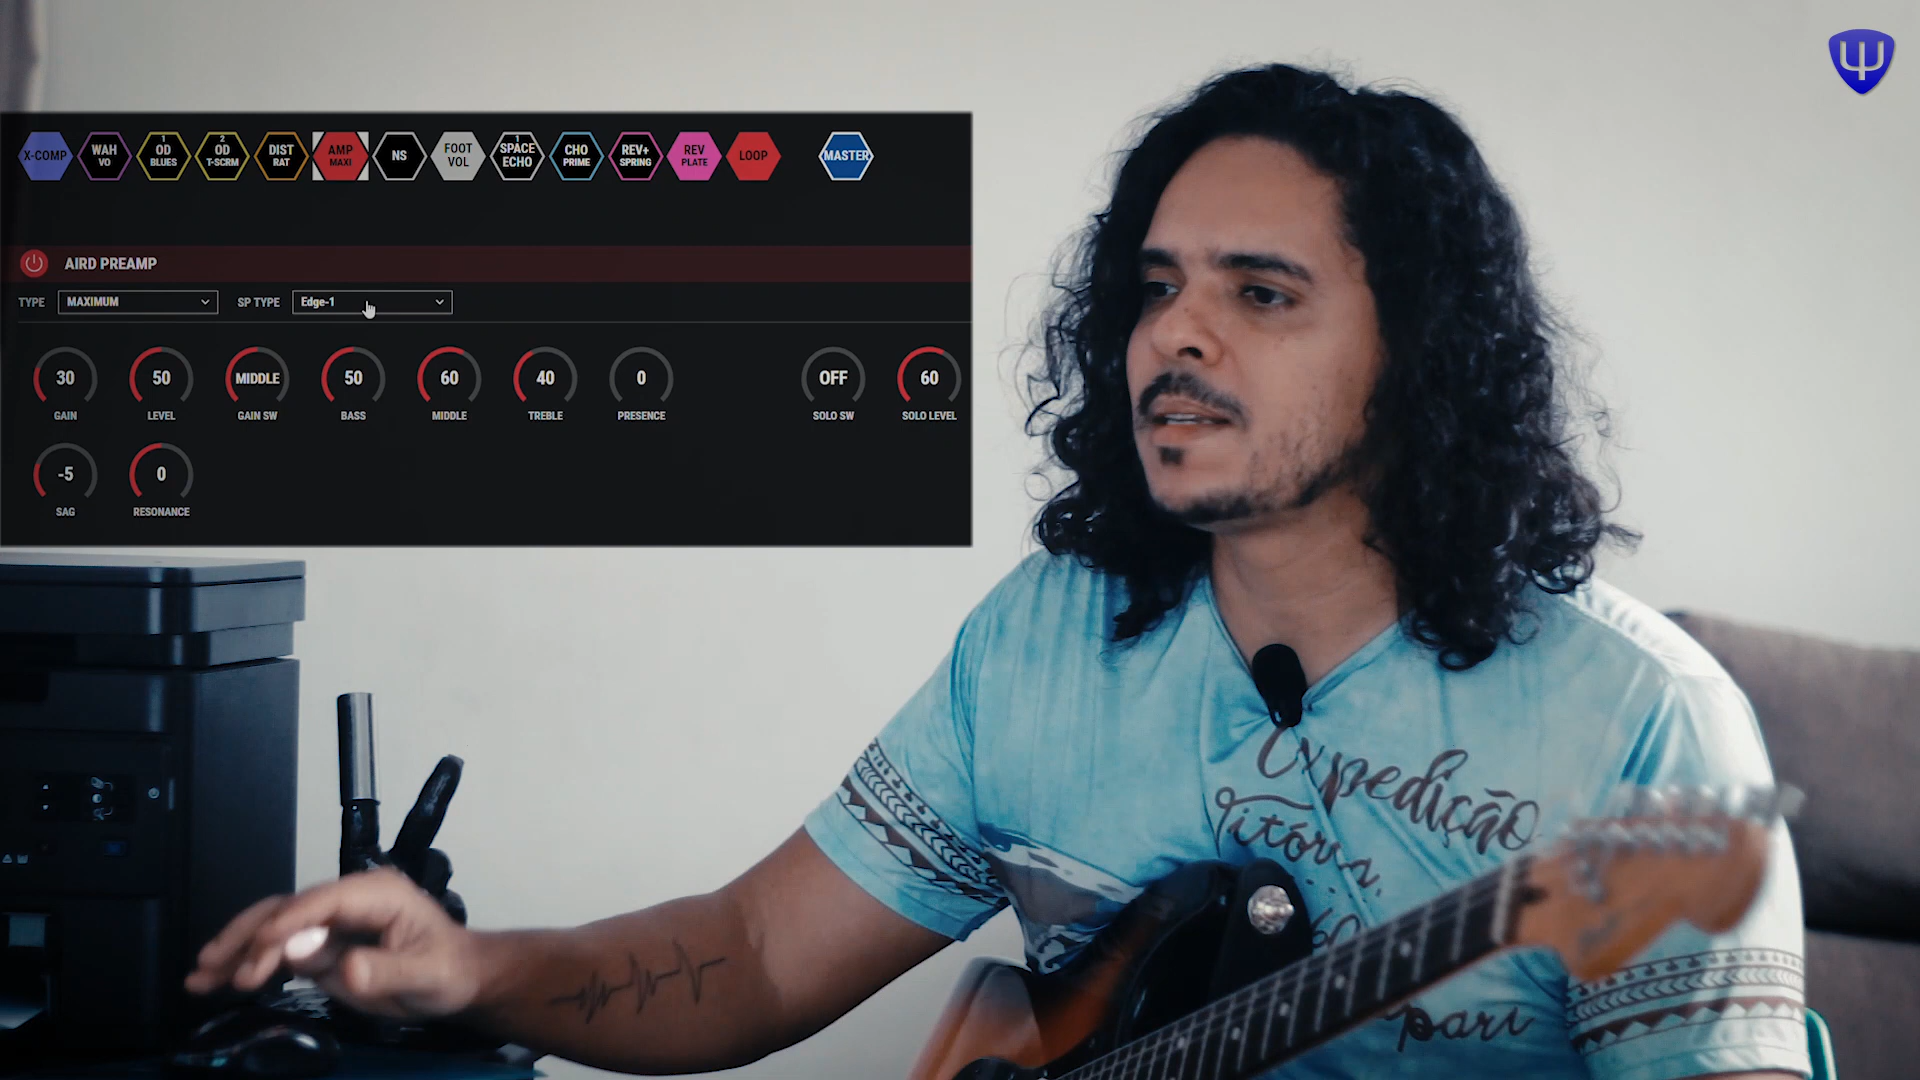 X-COMP
WAH
VO
1
OD
BLUES
2
OD
T-SCRM
DIST
RAT
AMP
MAXI
NS
FOOT
VOL
1
SPACE
ECHO
CHO
PRIME
REV+
SPRING
REV
PLATE
LOOP
MASTER
AIRD PREAMP
TYPE MAXIMUM SP TYPE Edge-1
30 50 MIDDLE 50 60 40 0 OFF 60
GAIN LEVEL GAIN SW BASS MIDDLE TREBLE PRESENCE SOLO SW SOLO LEVEL
-5 0
SAG RESONANCE
Expedição